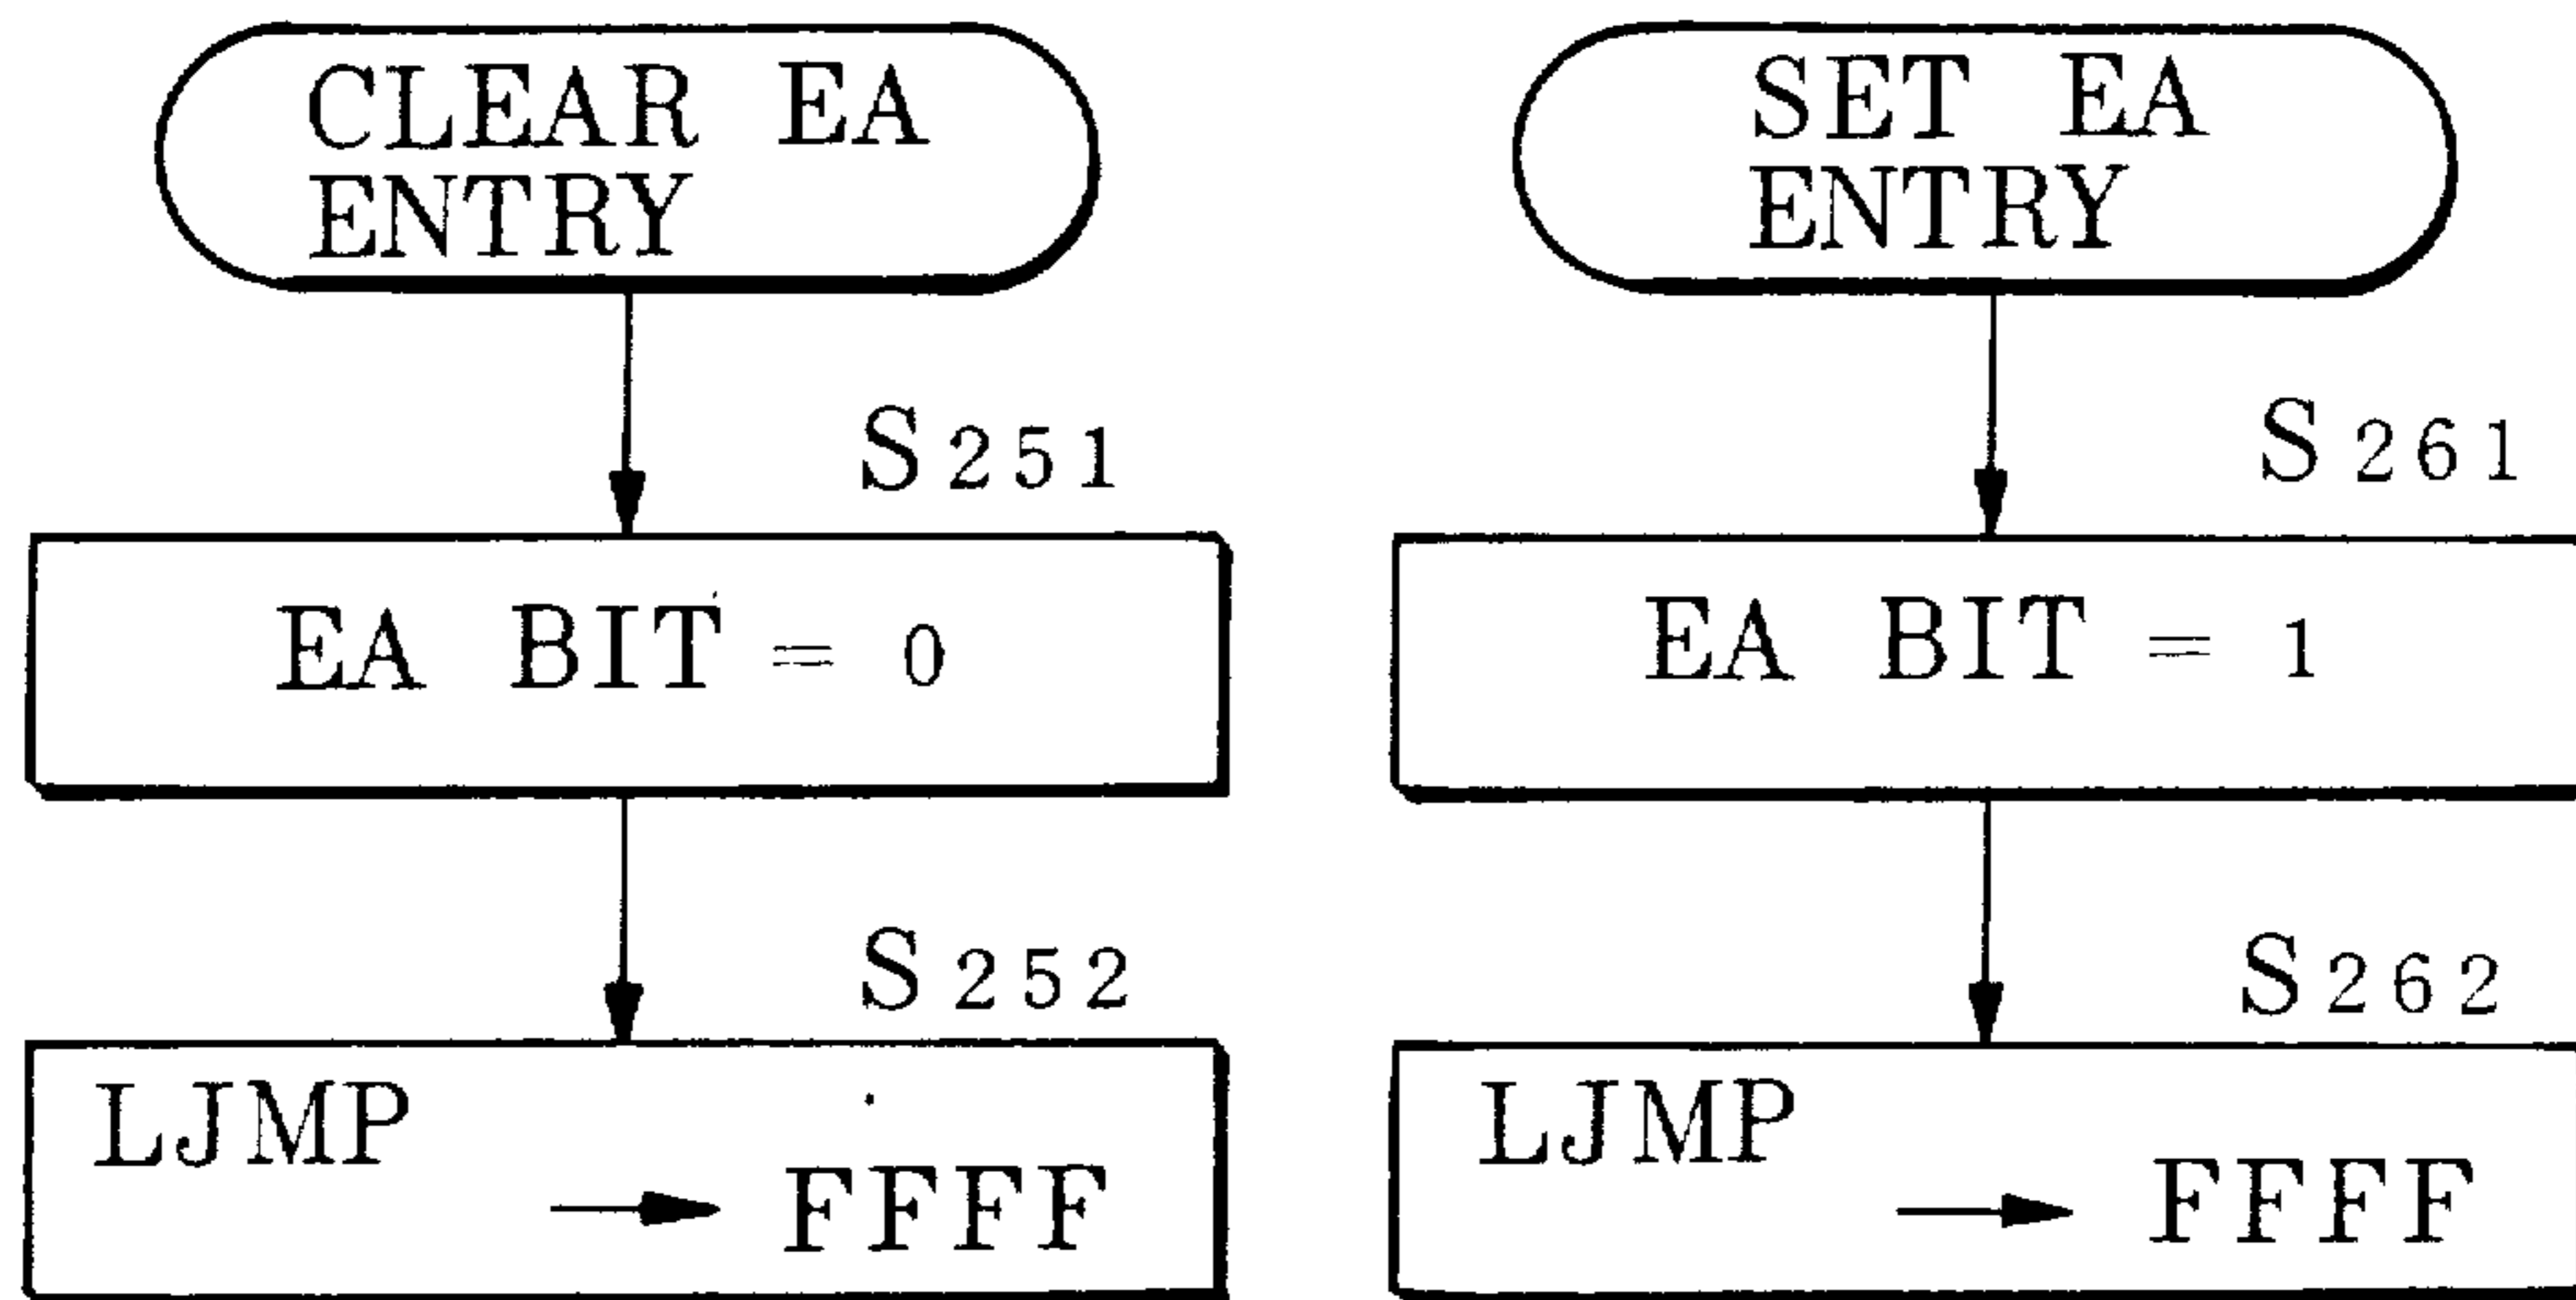 CLEAR EA
ENTRY
S251
EA BIT = 0
S252
LJMP
→ FFFF
SET EA
ENTRY
S261
EA BIT = 1
S262
LJMP
→ FFFF